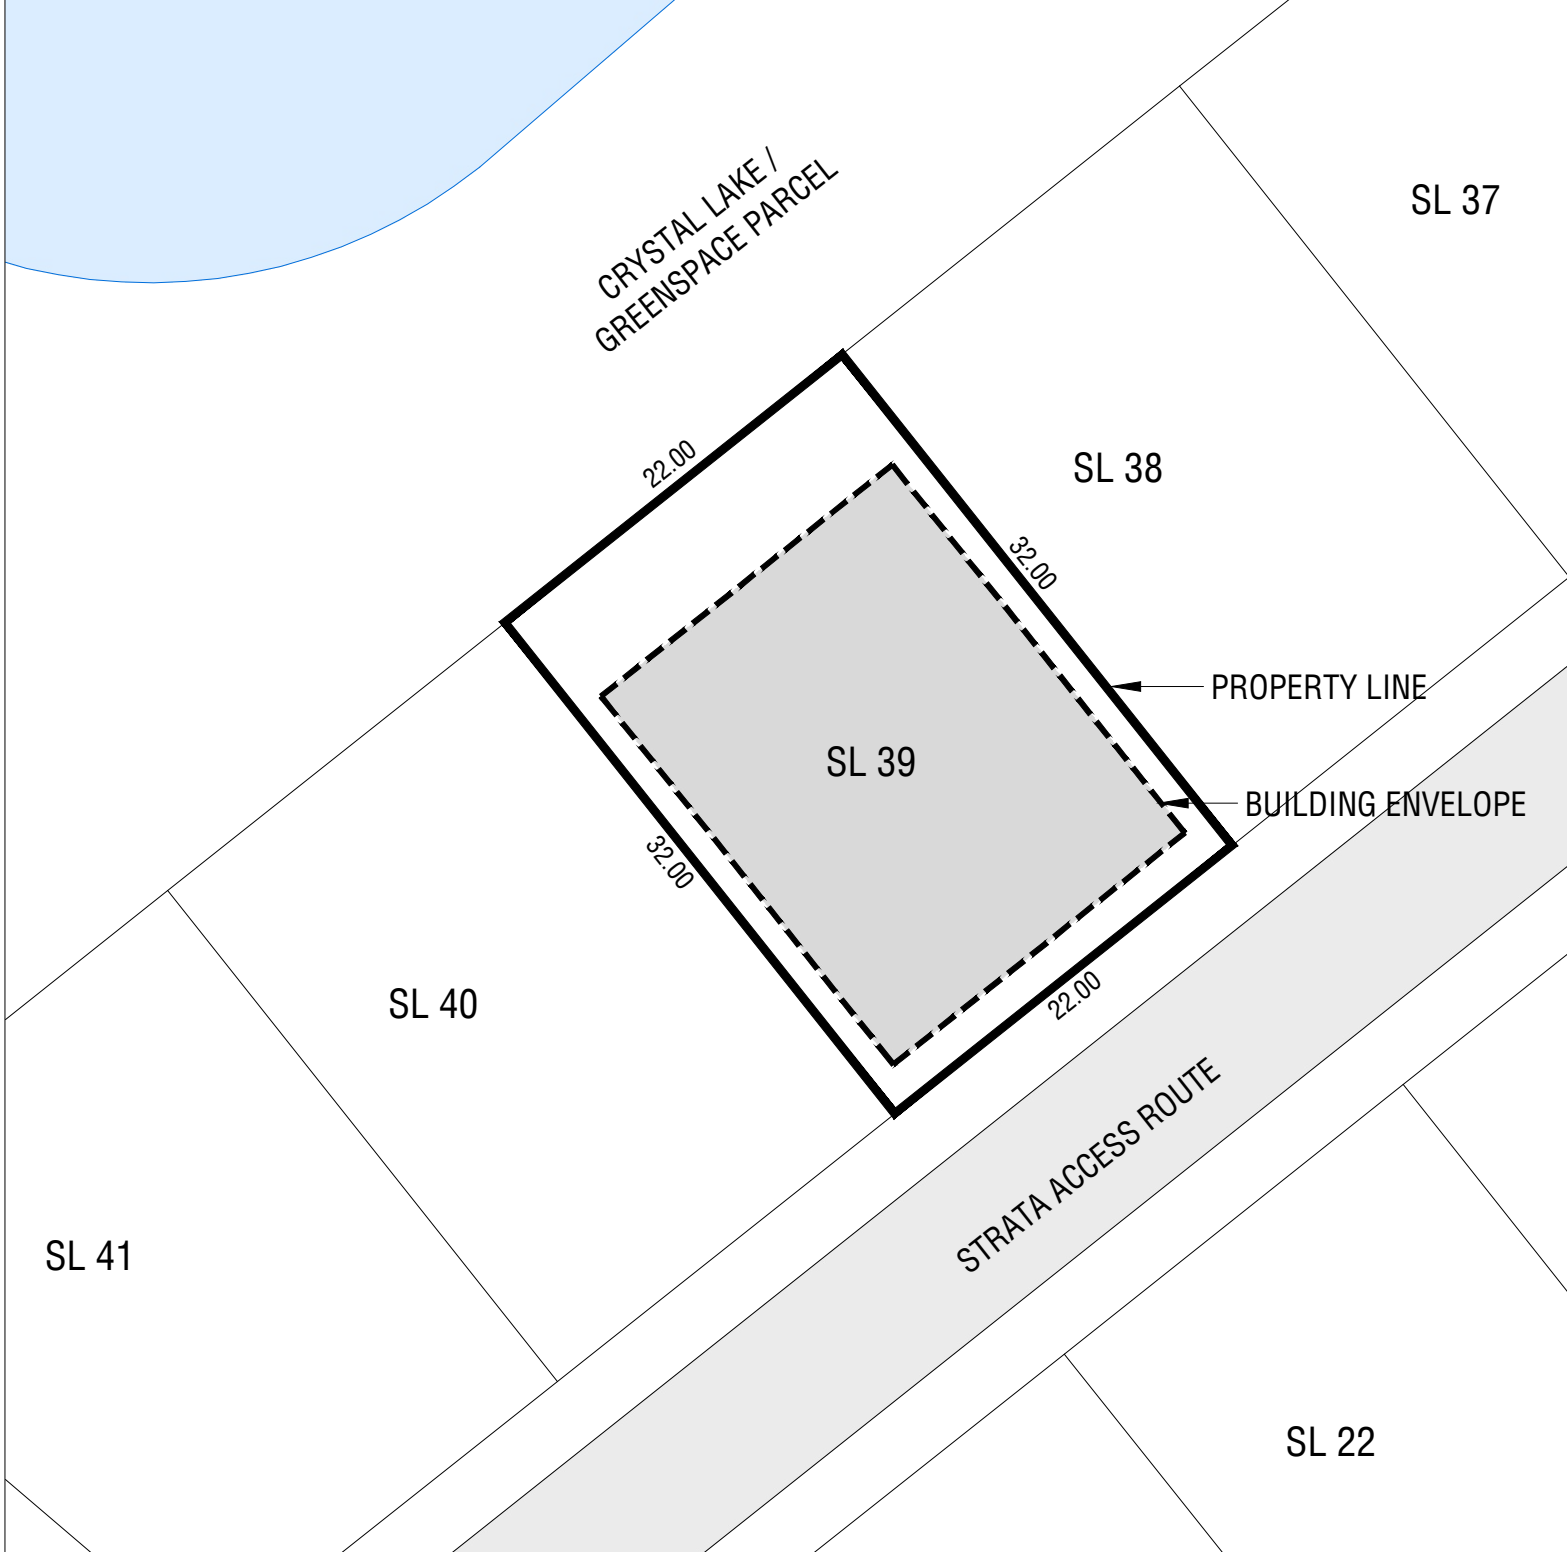 CRYSTAL LAKE /
GREENSPACE PARCEL
SL 37
22.00
SL 38
32.00
PROPERTY LINE
SL 39
BUILDING ENVELOPE
32.00
22.00
SL 40
STRATA ACCESS ROUTE
SL 41
SL 22